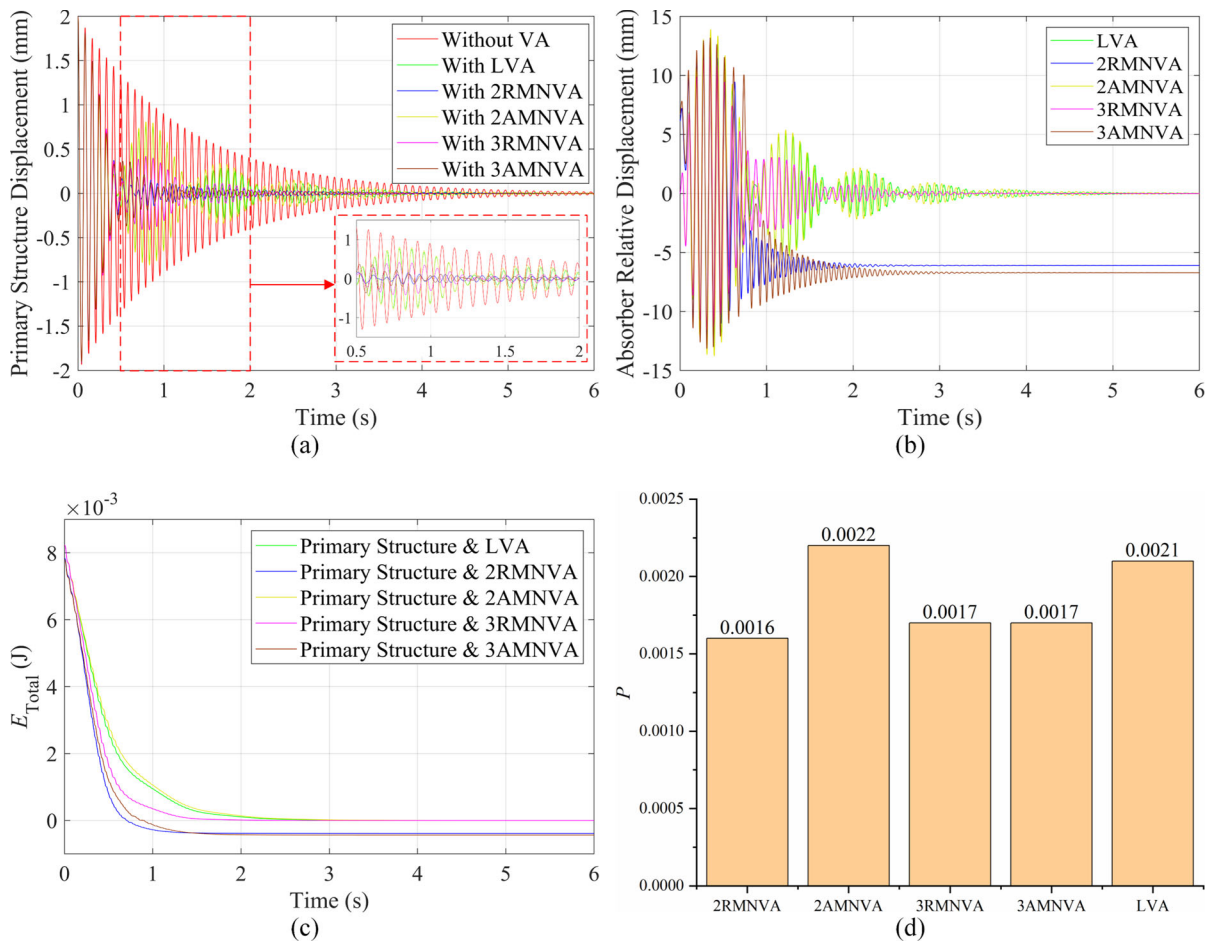 2
1.5
1
0.5
0
-0.5
-1
-1.5
-2
Primary Structure Displacement (mm)
Without VA
With LVA
With 2RMNVA
With 2AMNVA
With 3RMNVA
With 3AMNVA
1
0
-1
0.5 1 1.5 2
0 1 2 3 4 5 6
Time (s)
(a)
15
10
5
0
-5
-10
-15
Absorber Relative Displacement (mm)
LVA
2RMNVA
2AMNVA
3RMNVA
3AMNVA
0 1 2 3 4 5 6
Time (s)
(b)
×10-3
8
6
4
2
0
ETotal (J)
Primary Structure & LVA
Primary Structure & 2RMNVA
Primary Structure & 2AMNVA
Primary Structure & 3RMNVA
Primary Structure & 3AMNVA
0 1 2 3 4 5 6
Time (s)
(c)
0.0025
0.0020
0.0015
0.0010
0.0005
0.0000
P
0.0016
0.0022
0.0017
0.0017
0.0021
2RMNVA 2AMNVA 3RMNVA 3AMNVA LVA
(d)